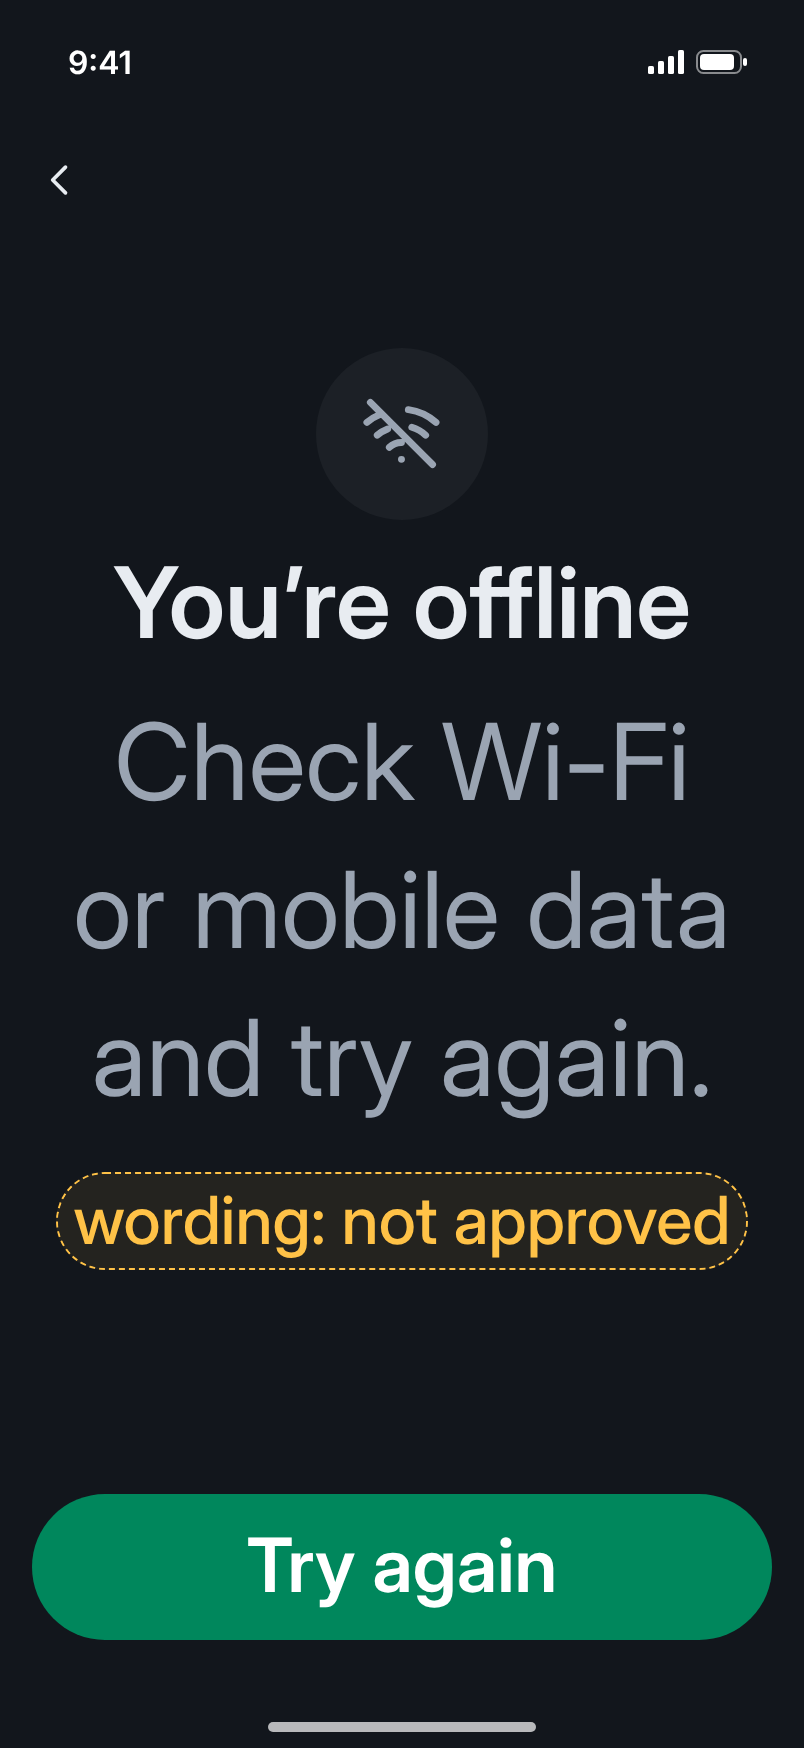 9:41
You’re offline
Check Wi-Fi
or mobile data
and try again.
wording: not approved
Try again